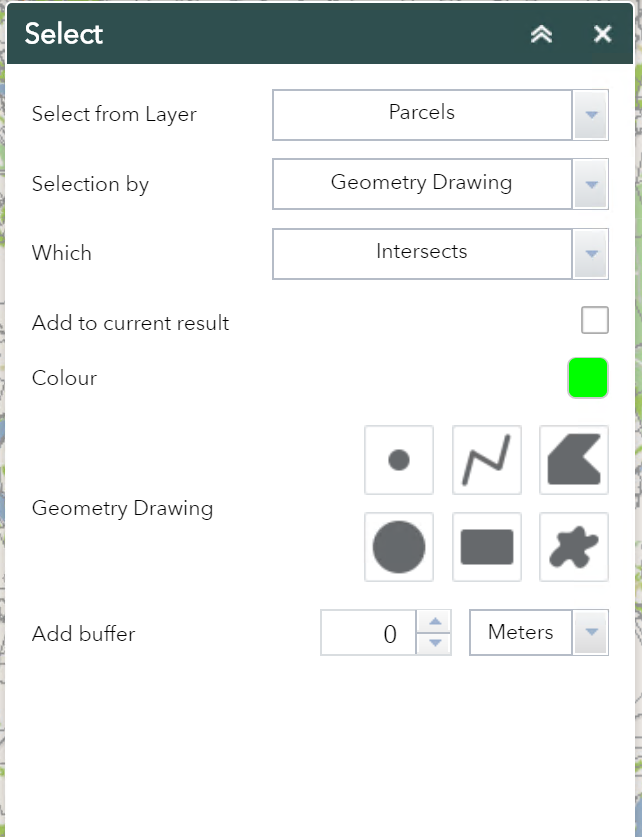 Select
Select from Layer Parcels
Selection by Geometry Drawing
Which Intersects
Add to current result
Colour
Geometry Drawing
Add buffer 0 Meters